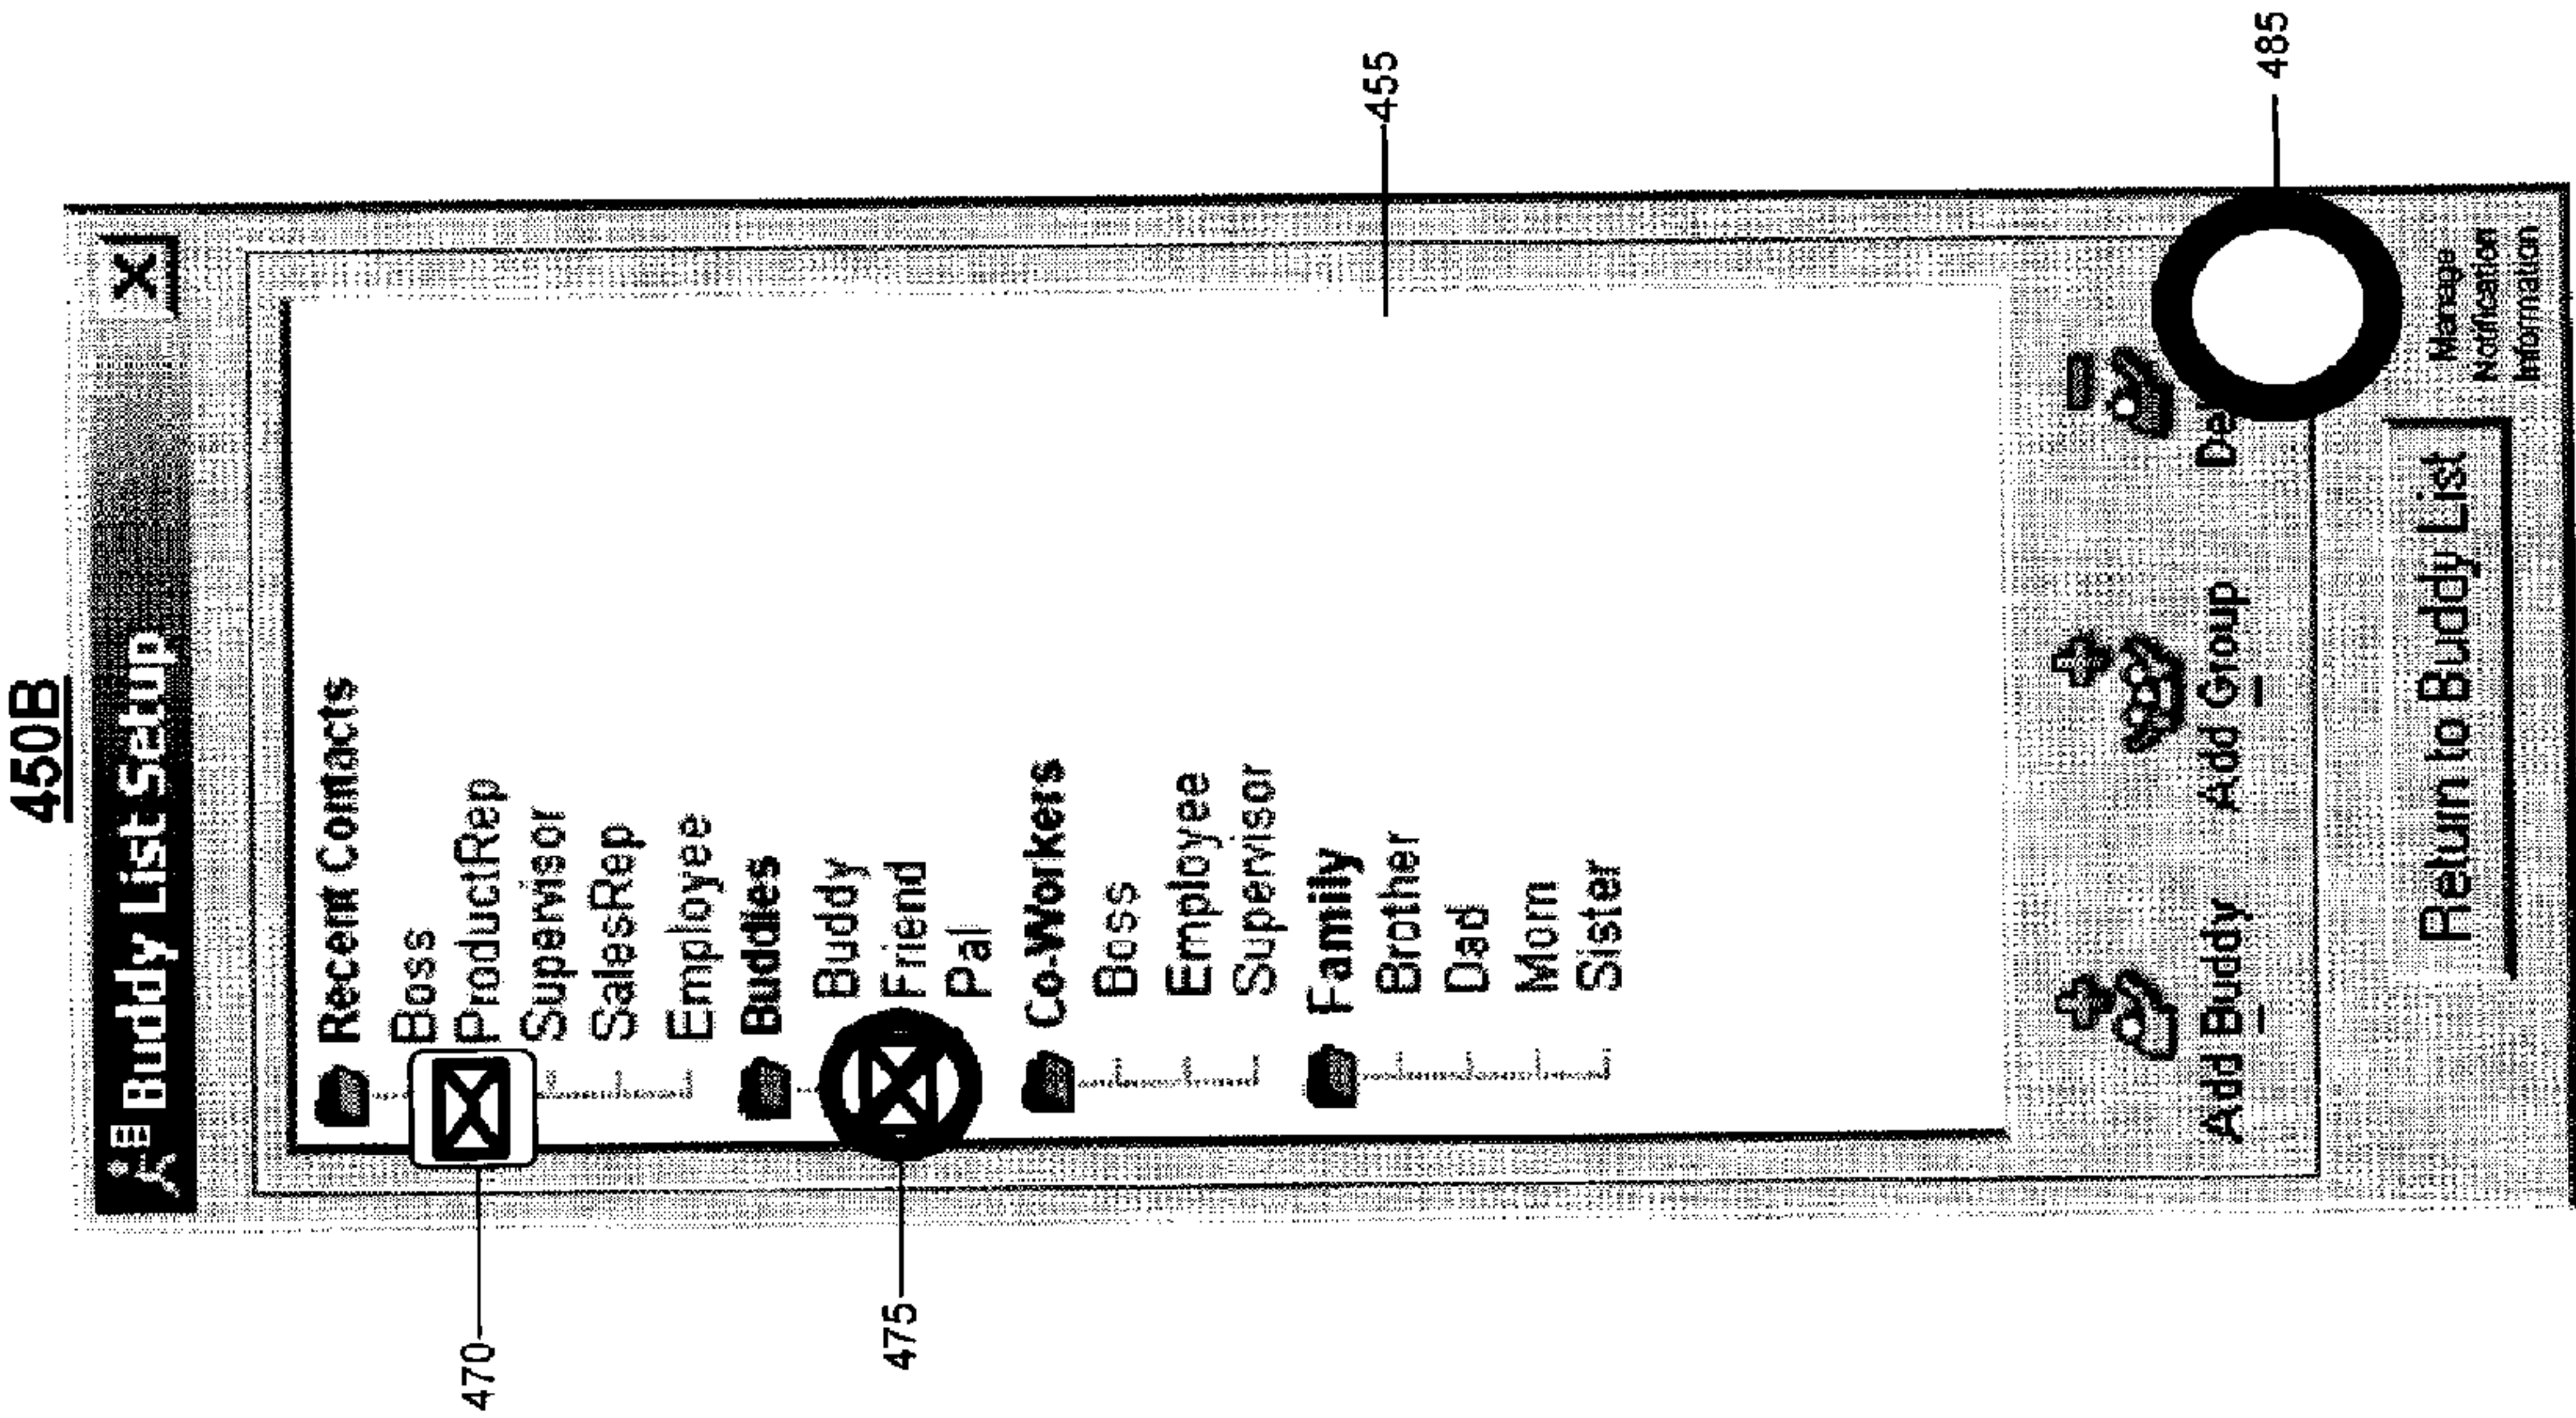 450B
Buddy List Setup
Recent Contacts
Boss
ProductRep
Supervisor
SalesRep
Employee
Buddies
Buddy
Friend
Pal
Co-Workers
Boss
Employee
Supervisor
Family
Brother
Dad
Mom
Sister
Add Buddy
Add Group
De
Return to Buddy List
Manage
Notification
Information
470
475
455
485